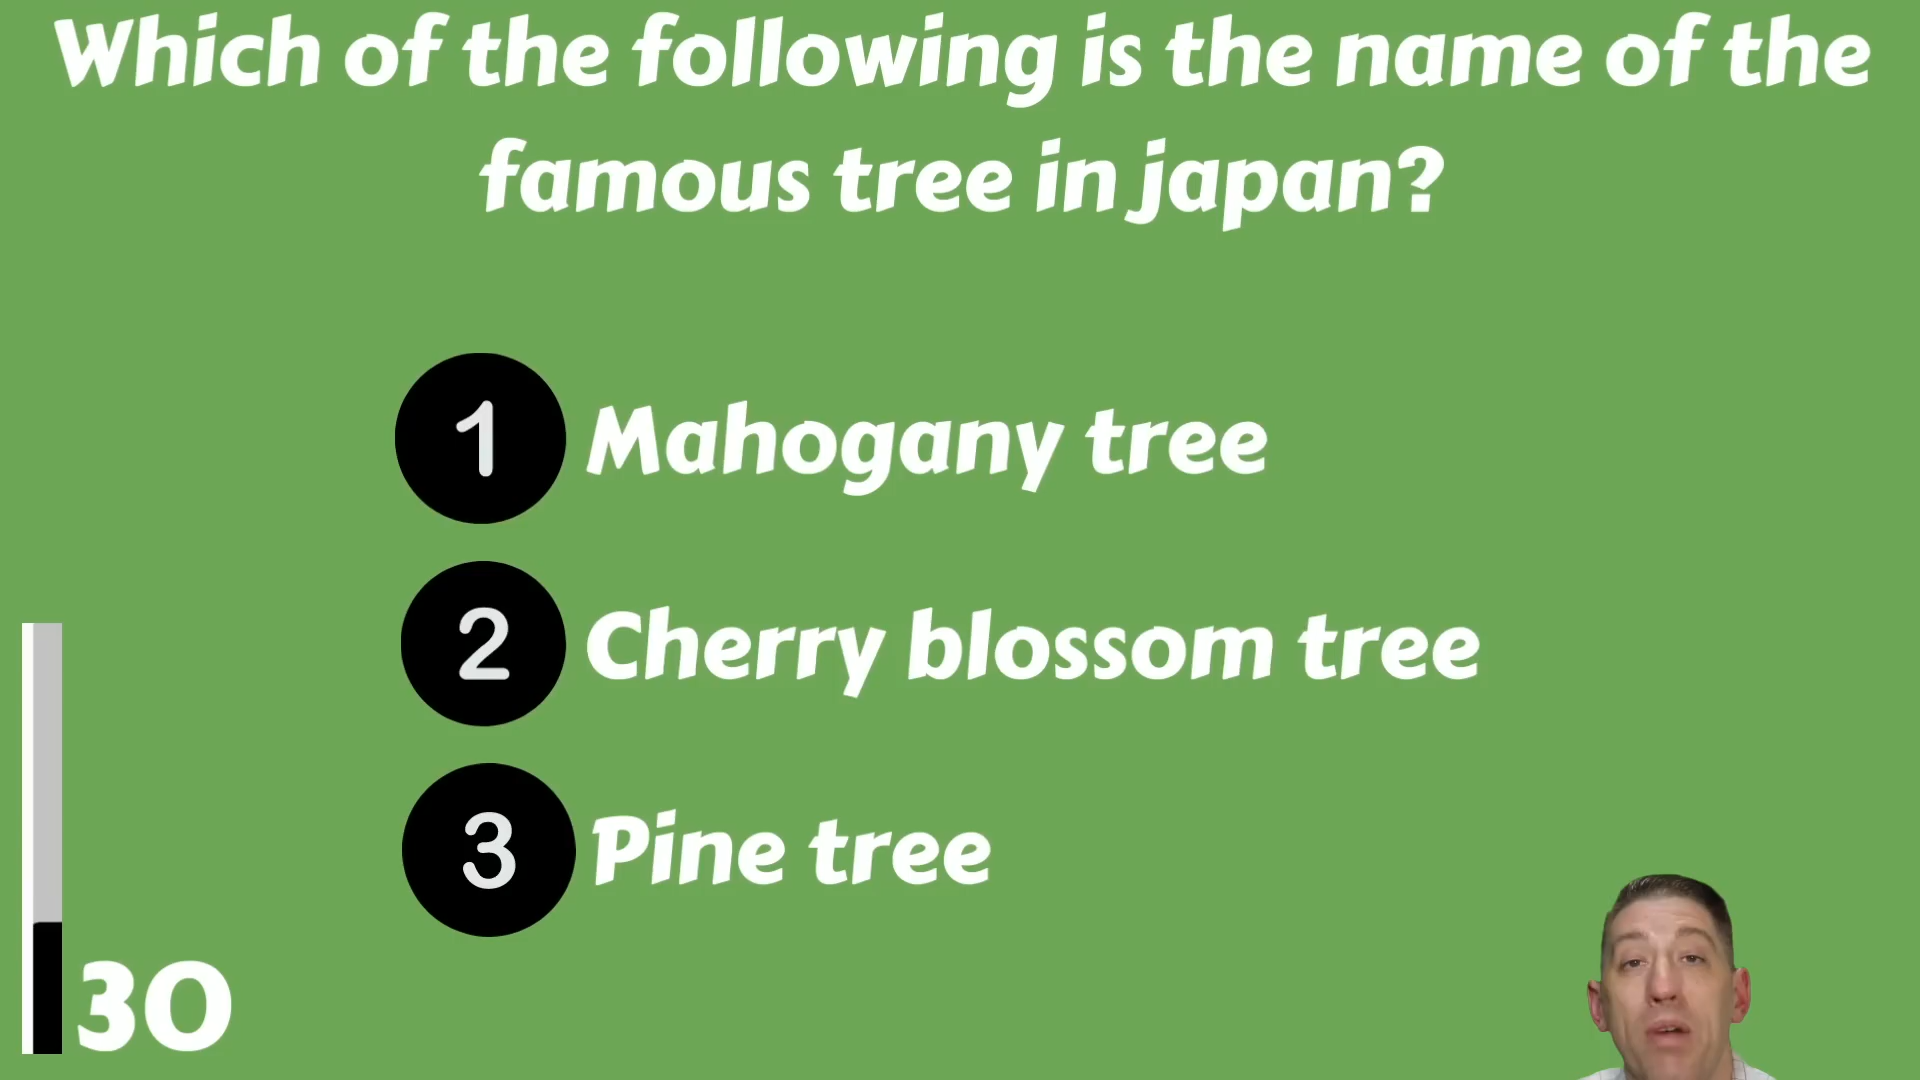 Which of the following is the name of the
famous tree in japan?
1 Mahogany tree
2 Cherry blossom tree
3 Pine tree
30